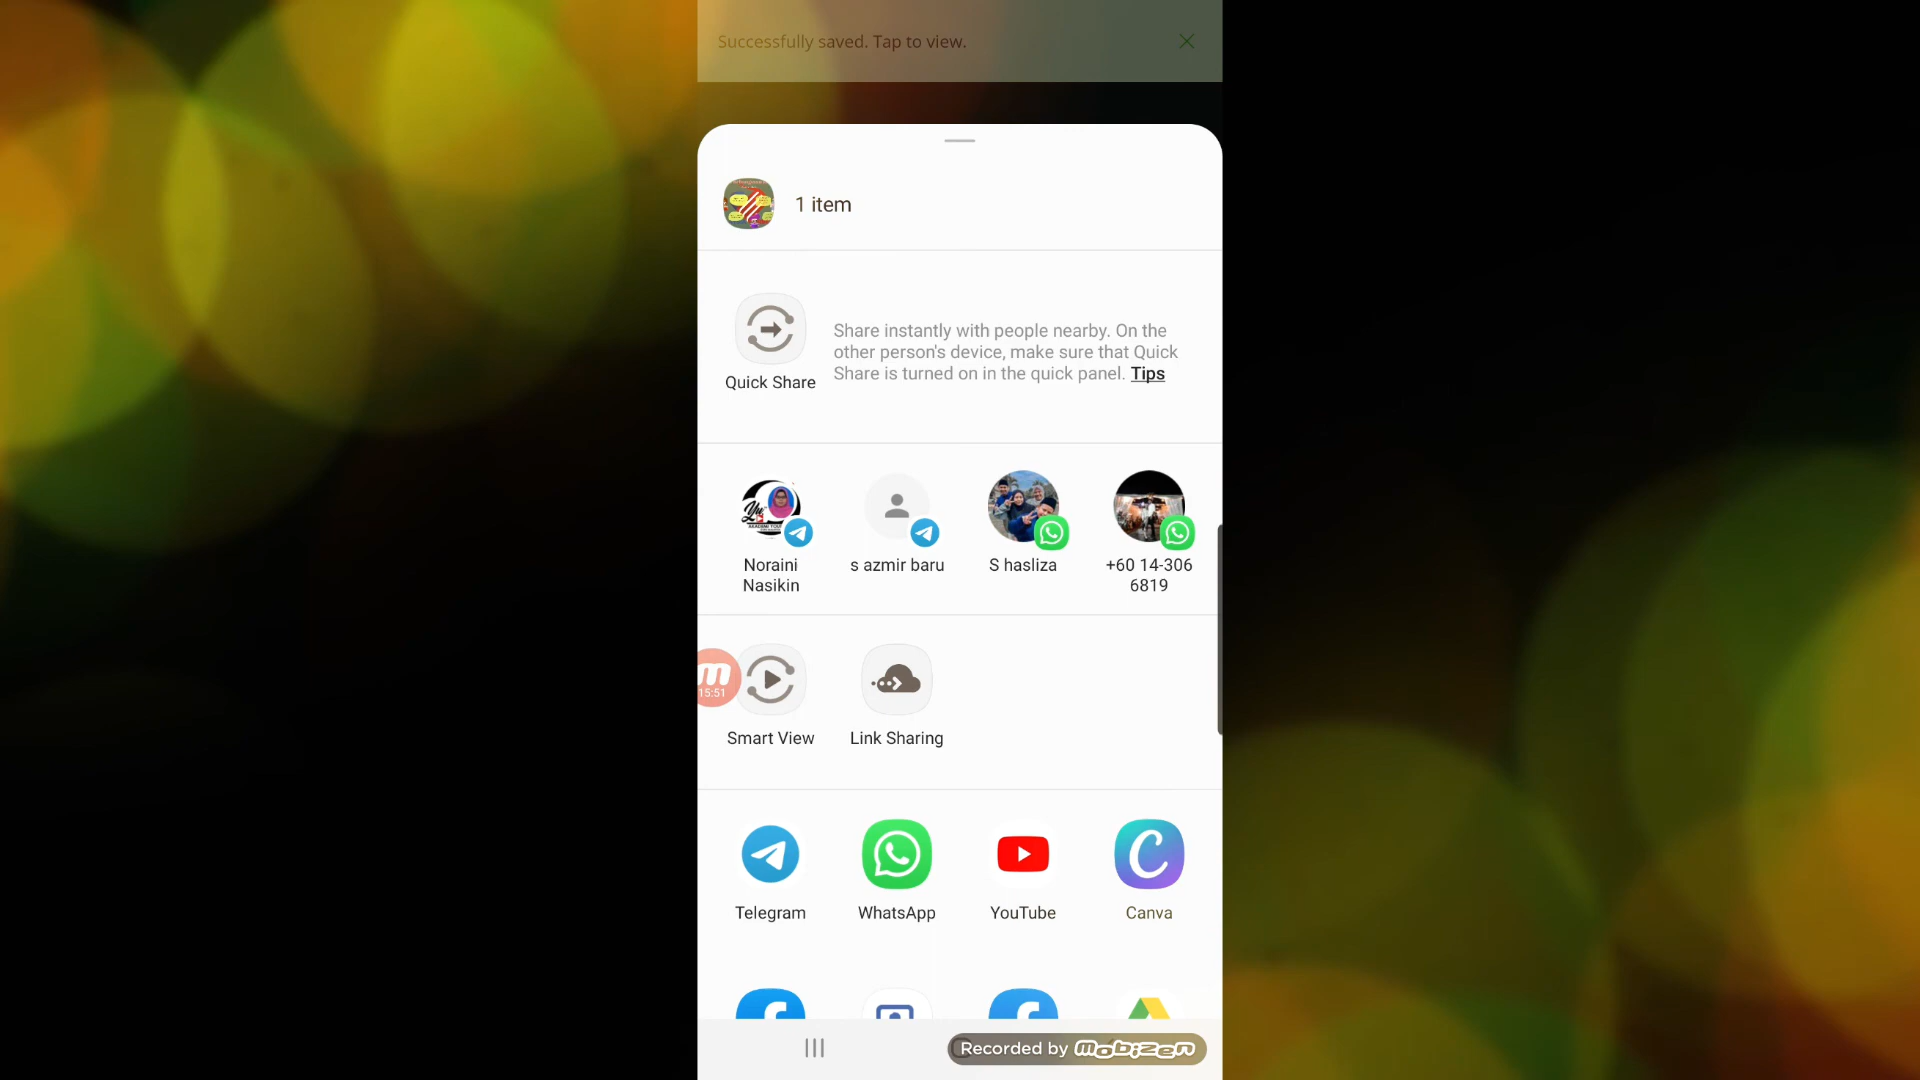 Successfully saved. Tap to view.
1 item
Share instantly with people nearby. On the
other person's device, make sure that Quick
Share is turned on in the quick panel. Tips
Quick Share
Noraini
Nasikin
s azmir baru
S hasliza
+60 14-306
6819
m
15:51
Smart View
Link Sharing
Telegram
WhatsApp
YouTube
Canva
Recorded by mobizen